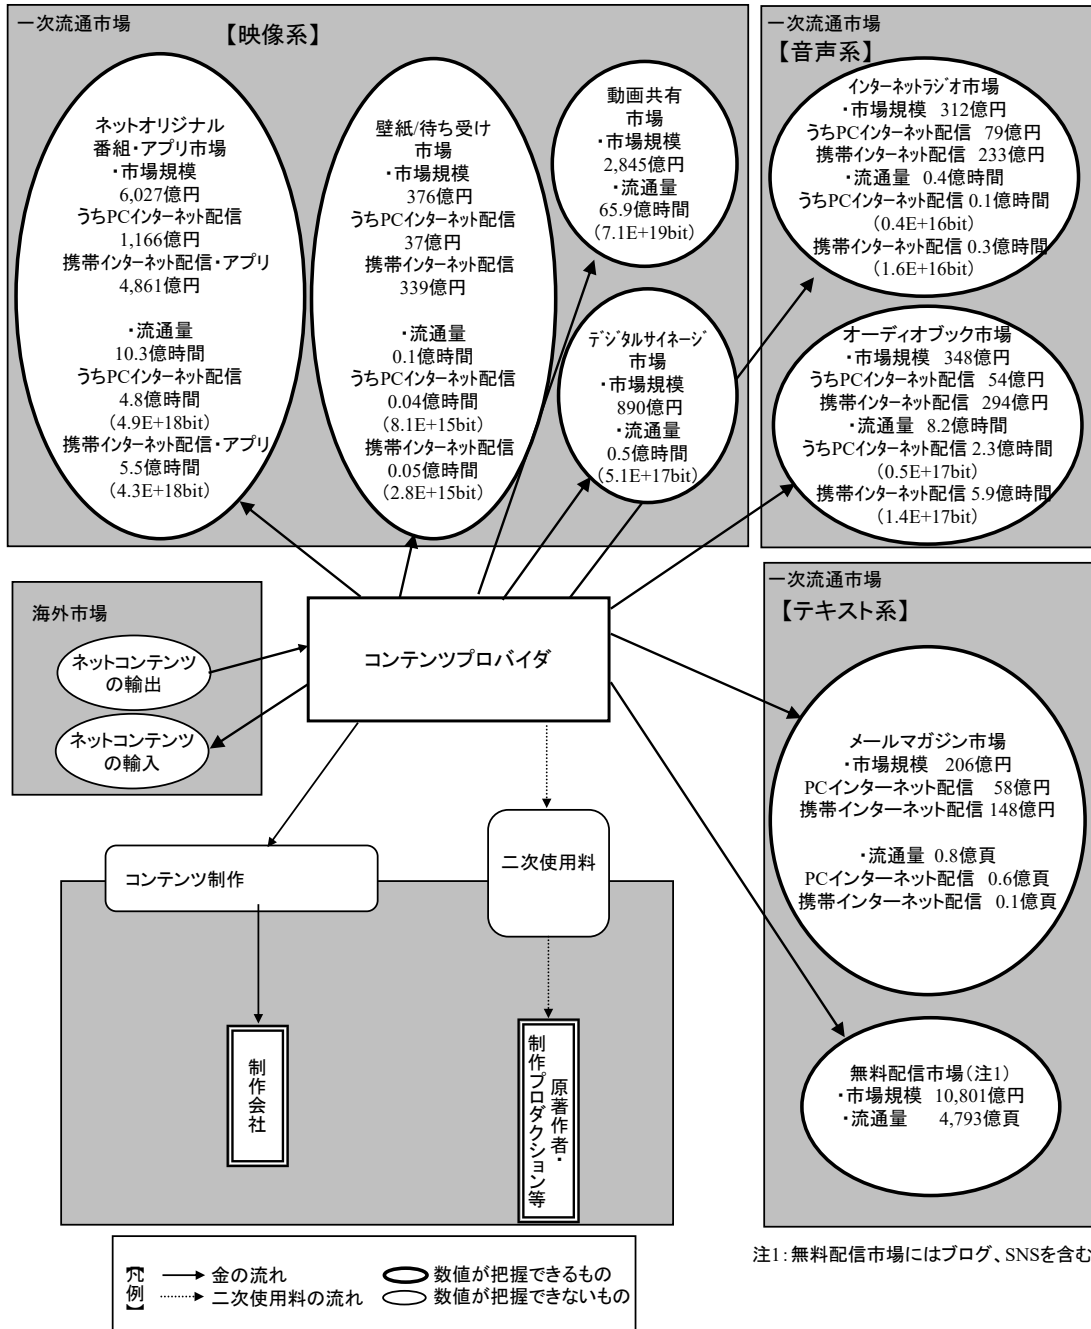 一次流通市場
【映像系】
ネットオリジナル
番組・アプリ市場
・市場規模
6,027億円
うちPCインターネット配信
1,166億円
携帯インターネット配信・アプリ
4,861億円
・流通量
10.3億時間
うちPCインターネット配信
4.8億時間
(4.9E+18bit)
携帯インターネット配信・アプリ
5.5億時間
(4.3E+18bit)
壁紙/待ち受け
市場
・市場規模
376億円
うちPCインターネット配信
37億円
携帯インターネット配信
339億円
・流通量
0.1億時間
うちPCインターネット配信
0.04億時間
(8.1E+15bit)
携帯インターネット配信
0.05億時間
(2.8E+15bit)
動画共有
市場
・市場規模
2,845億円
・流通量
65.9億時間
(7.1E+19bit)
デジタルサイネージ
市場
・市場規模
890億円
・流通量
0.5億時間
(5.1E+17bit)
一次流通市場
【音声系】
インターネットラジオ市場
・市場規模 312億円
うちPCインターネット配信 79億円
携帯インターネット配信 233億円
・流通量 0.4億時間
うちPCインターネット配信 0.1億時間
(0.4E+16bit)
携帯インターネット配信 0.3億時間
(1.6E+16bit)
オーディオブック市場
・市場規模 348億円
うちPCインターネット配信 54億円
携帯インターネット配信 294億円
・流通量 8.2億時間
うちPCインターネット配信 2.3億時間
(0.5E+17bit)
携帯インターネット配信 5.9億時間
(1.4E+17bit)
海外市場
ネットコンテンツ
の輸出
ネットコンテンツ
の輸入
コンテンツプロバイダ
一次流通市場
【テキスト系】
メールマガジン市場
・市場規模 206億円
PCインターネット配信 58億円
携帯インターネット配信 148億円
・流通量 0.8億頁
PCインターネット配信 0.6億頁
携帯インターネット配信 0.1億頁
無料配信市場(注1)
・市場規模 10,801億円
・流通量 4,793億頁
コンテンツ制作
二次使用料
制作会社
原著作者・
制作プロダクション等
注1:無料配信市場にはブログ、SNSを含む
【凡例】
金の流れ
二次使用料の流れ
数値が把握できるもの
数値が把握できないもの